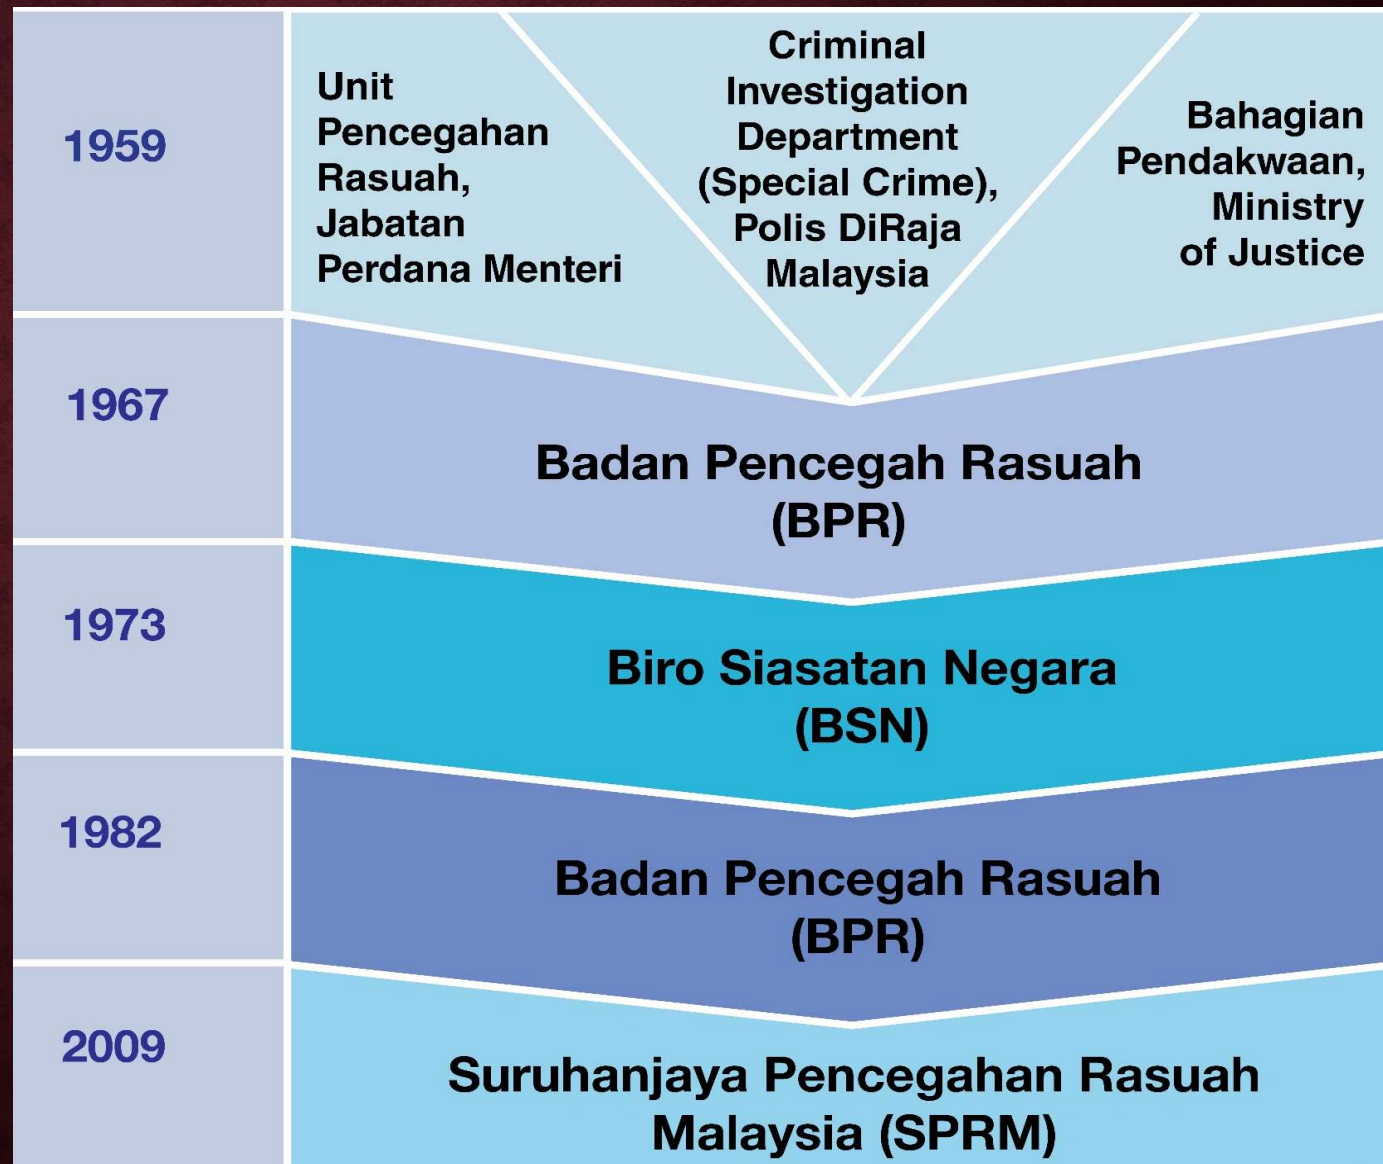 1959
Unit
Pencegahan
Rasuah,
Jabatan
Perdana Menteri
Criminal
Investigation
Department
(Special Crime),
Polis DiRaja
Malaysia
Bahagian
Pendakwaan,
Ministry
of Justice
1967
Badan Pencegah Rasuah
(BPR)
1973
Biro Siasatan Negara
(BSN)
1982
Badan Pencegah Rasuah
(BPR)
2009
Suruhanjaya Pencegahan Rasuah
Malaysia (SPRM)